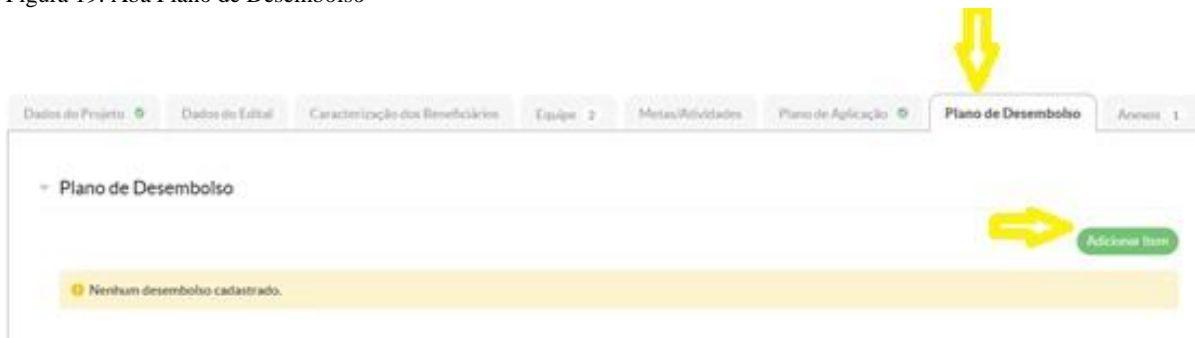 Figura 19: Aba Plano de Desembolso
Dados do Projeto Dados do Edital Caracterização dos Beneficiários Equipe 2 Metas/Atividades Plano de Aplicação Plano de Desembolso Anexos 1
Plano de Desembolso
Adicionar Item
Nenhum desembolso cadastrado.